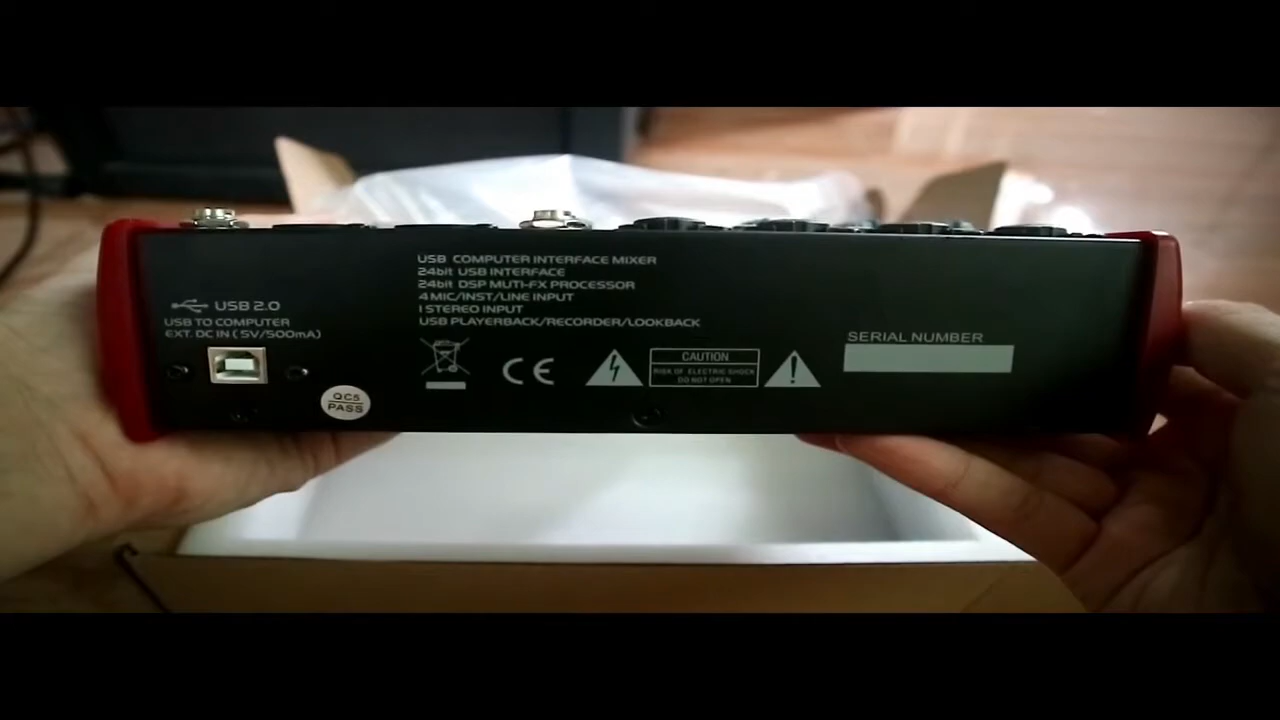 USB COMPUTER INTERFACE MIXER
24bit USB INTERFACE
24bit DSP MUTI-FX PROCESSOR
4 MIC/INST/LINE INPUT
1 STEREO INPUT
USB PLAYERBACK/RECORDER/LOOKBACK
USB 2.0
USB TO COMPUTER
EXT. DC IN ( 5V/500mA)
QC5
PASS
CE
CAUTION
RISK OF ELECTRIC SHOCK
DO NOT OPEN
SERIAL NUMBER